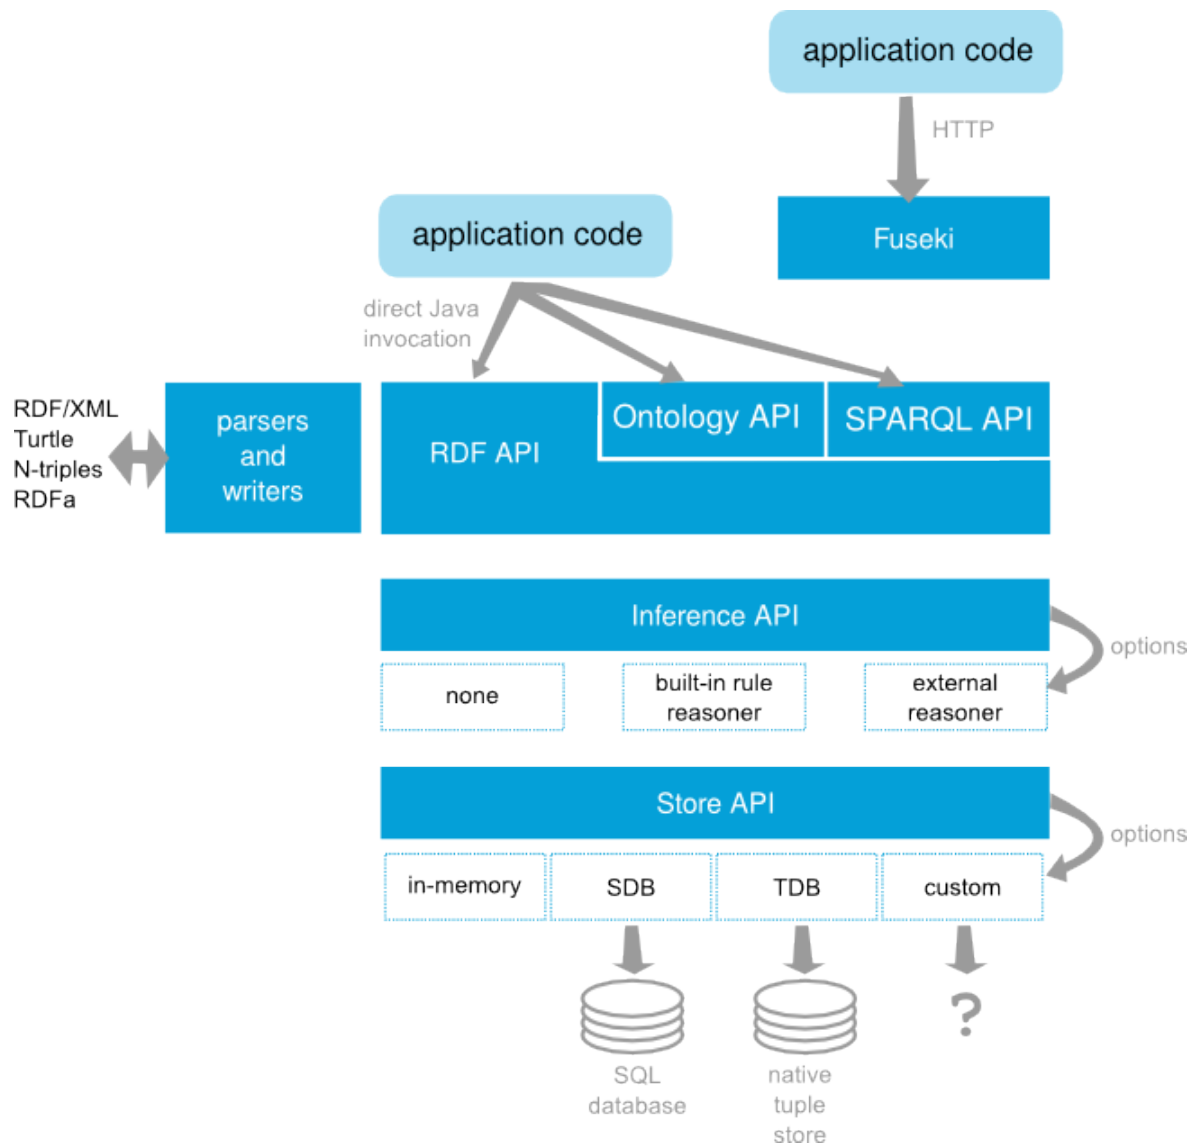 application code
HTTP
Fuseki
application code
direct Java
invocation
RDF/XML
Turtle
N-triples
RDFa
parsers
and
writers
RDF API
Ontology API
SPARQL API
Inference API
options
none
built-in rule
reasoner
external
reasoner
Store API
options
in-memory
SDB
TDB
custom
SQL
database
native
tuple
store
?